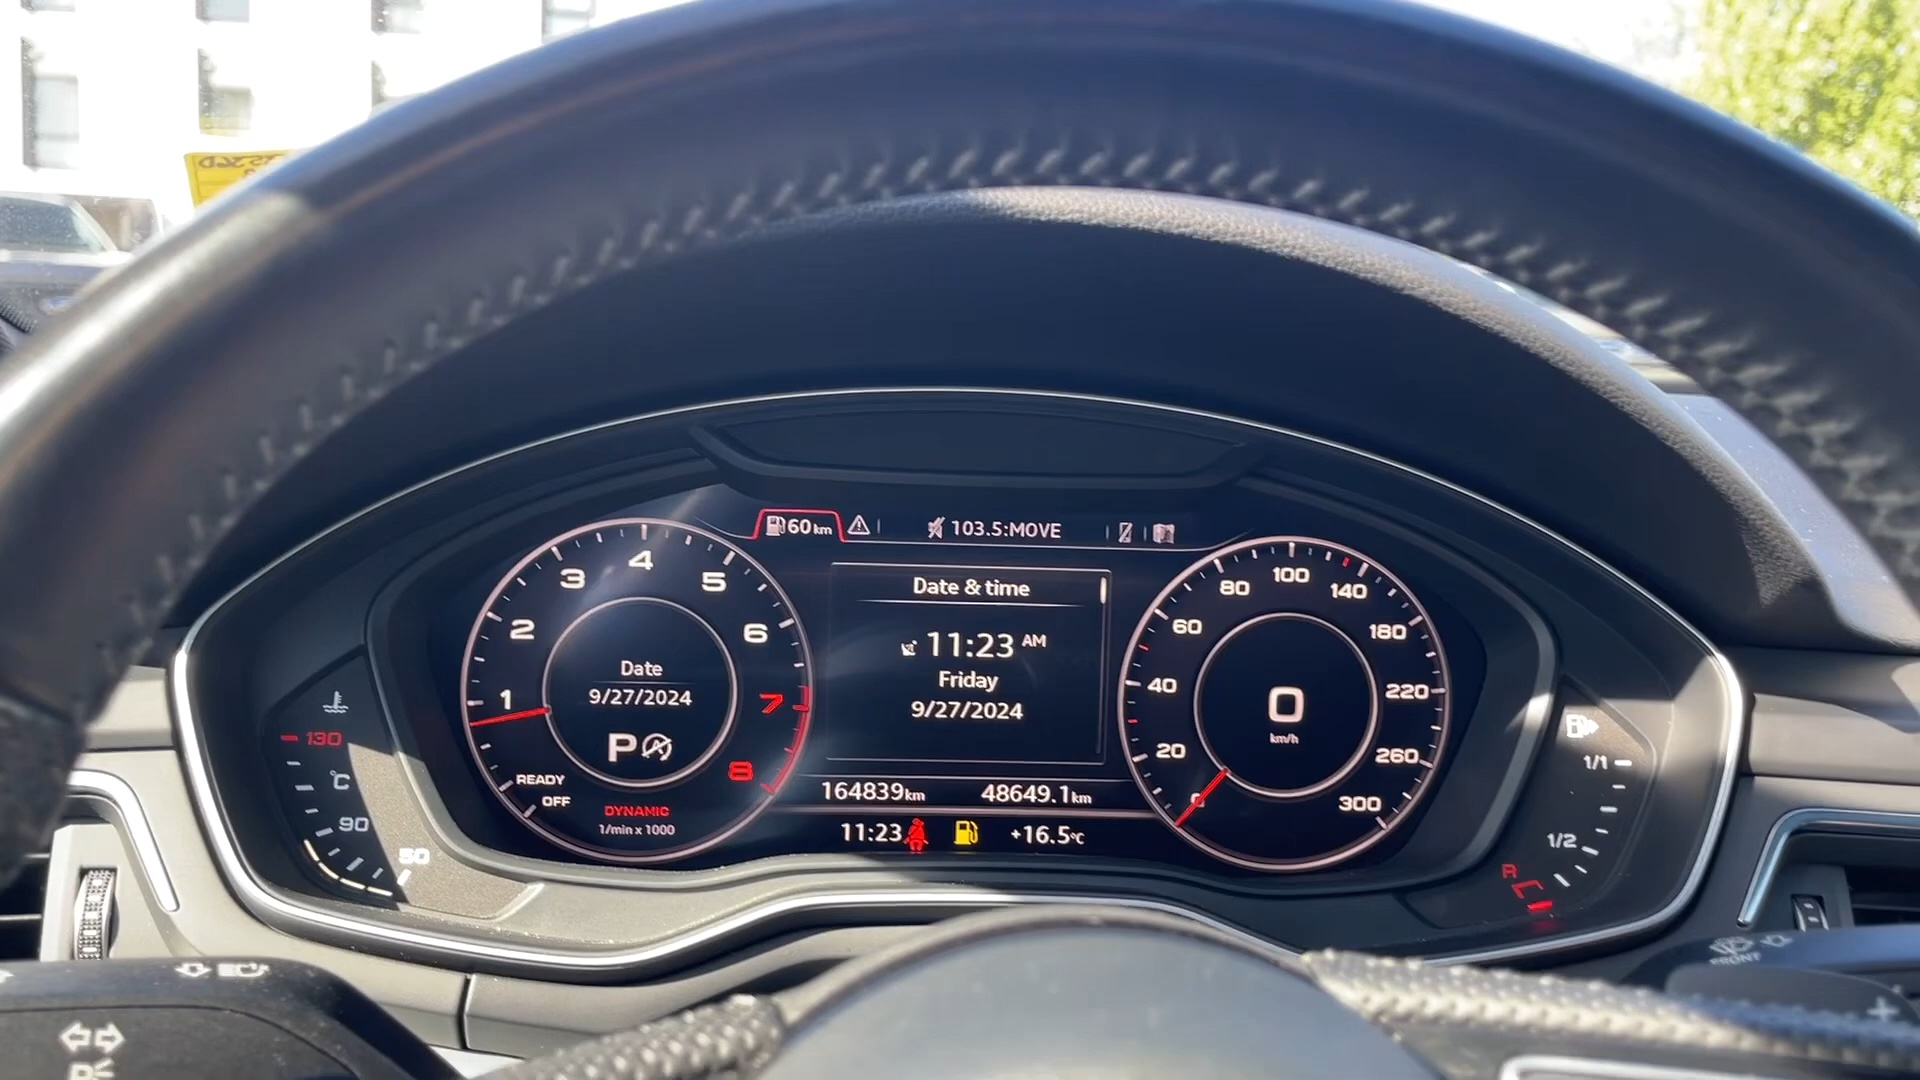 60 km
103.5:MOVE
Date & time
11:23 AM
Friday
9/27/2024
164839km
48649.1km
11:23
+16.5°C
1
2
3
4
5
6
7
8
Date
9/27/2024
P
READY
OFF
DYNAMIC
1/min x 1000
0
20
40
60
80
100
140
180
220
260
300
0
km/h
130
°C
90
50
1/1
1/2
R
FRONT